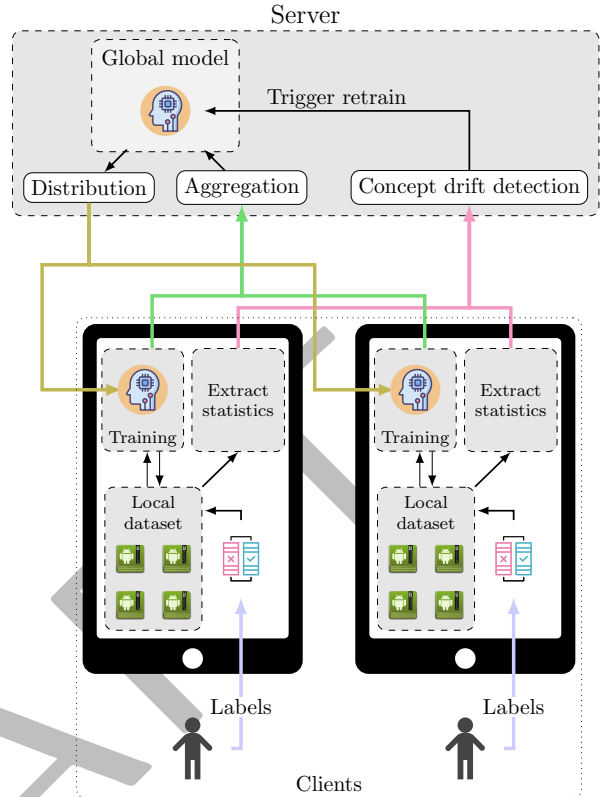 Server
Global model
Trigger retrain
Distribution
Aggregation
Concept drift detection
Training
Extract
statistics
Local
dataset
Labels
Training
Extract
statistics
Local
dataset
Labels
Clients